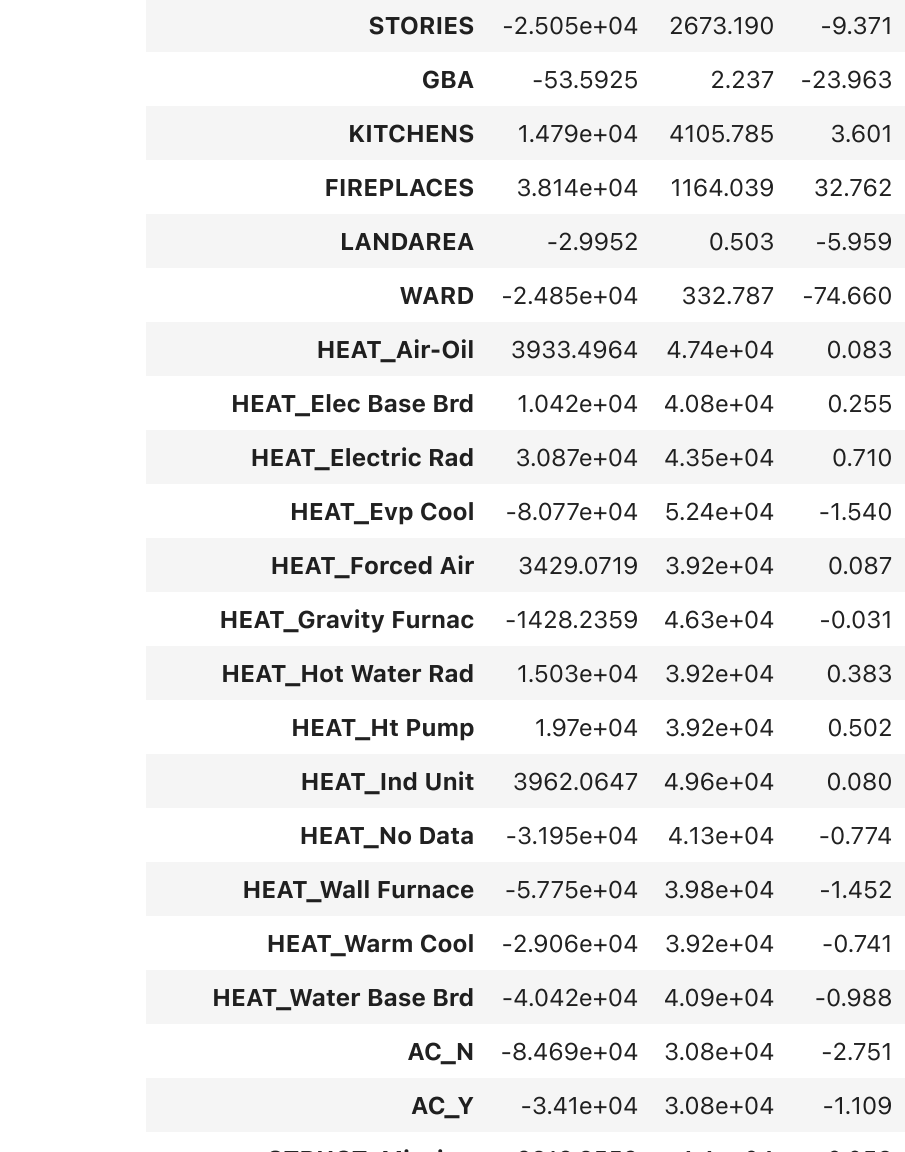 STORIES -2.505e+04 2673.190 -9.371
GBA -53.5925 2.237 -23.963
KITCHENS 1.479e+04 4105.785 3.601
FIREPLACES 3.814e+04 1164.039 32.762
LANDAREA -2.9952 0.503 -5.959
WARD -2.485e+04 332.787 -74.660
HEAT_Air-Oil 3933.4964 4.74e+04 0.083
HEAT_Elec Base Brd 1.042e+04 4.08e+04 0.255
HEAT_Electric Rad 3.087e+04 4.35e+04 0.710
HEAT_Evp Cool -8.077e+04 5.24e+04 -1.540
HEAT_Forced Air 3429.0719 3.92e+04 0.087
HEAT_Gravity Furnac -1428.2359 4.63e+04 -0.031
HEAT_Hot Water Rad 1.503e+04 3.92e+04 0.383
HEAT_Ht Pump 1.97e+04 3.92e+04 0.502
HEAT_Ind Unit 3962.0647 4.96e+04 0.080
HEAT_No Data -3.195e+04 4.13e+04 -0.774
HEAT_Wall Furnace -5.775e+04 3.98e+04 -1.452
HEAT_Warm Cool -2.906e+04 3.92e+04 -0.741
HEAT_Water Base Brd -4.042e+04 4.09e+04 -0.988
AC_N -8.469e+04 3.08e+04 -2.751
AC_Y -3.41e+04 3.08e+04 -1.109